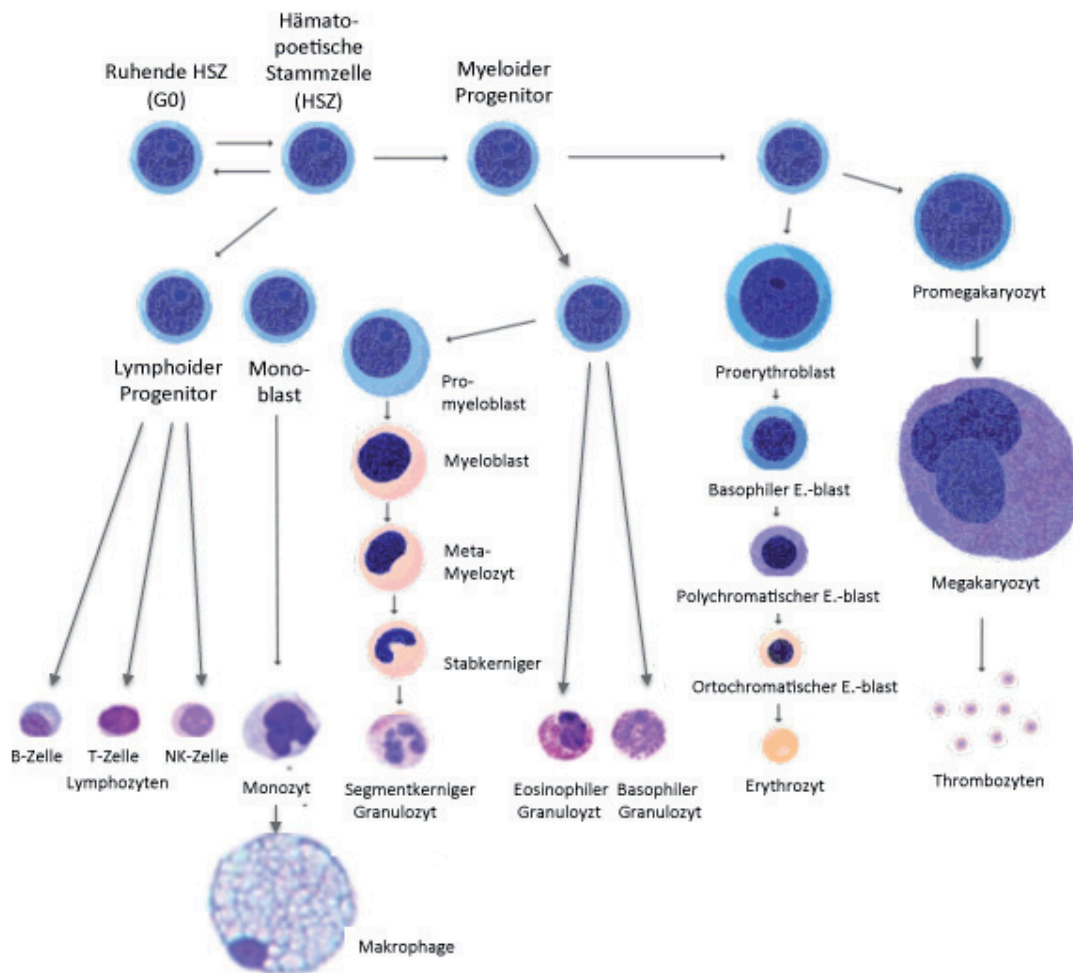 Ruhende HSZ
(G0)
Hämato-
poetische
Stammzelle
(HSZ)
Myeloider
Progenitor
Lymphoider
Progenitor
Mono-
blast
Pro-
myeloblast
Myeloblast
Meta-
Myelozyt
Stabkerniger
Proerythroblast
Basophiler E.-blast
Polychromatischer E.-blast
Ortochromatischer E.-blast
Promegakaryozyt
Megakaryozyt
B-Zelle
T-Zelle
NK-Zelle
Lymphozyten
Monozyt
Segmentkerniger
Granulozyt
Eosinophiler
Granuloyzt
Basophiler
Granulozyt
Erythrozyt
Thrombozyten
Makrophage